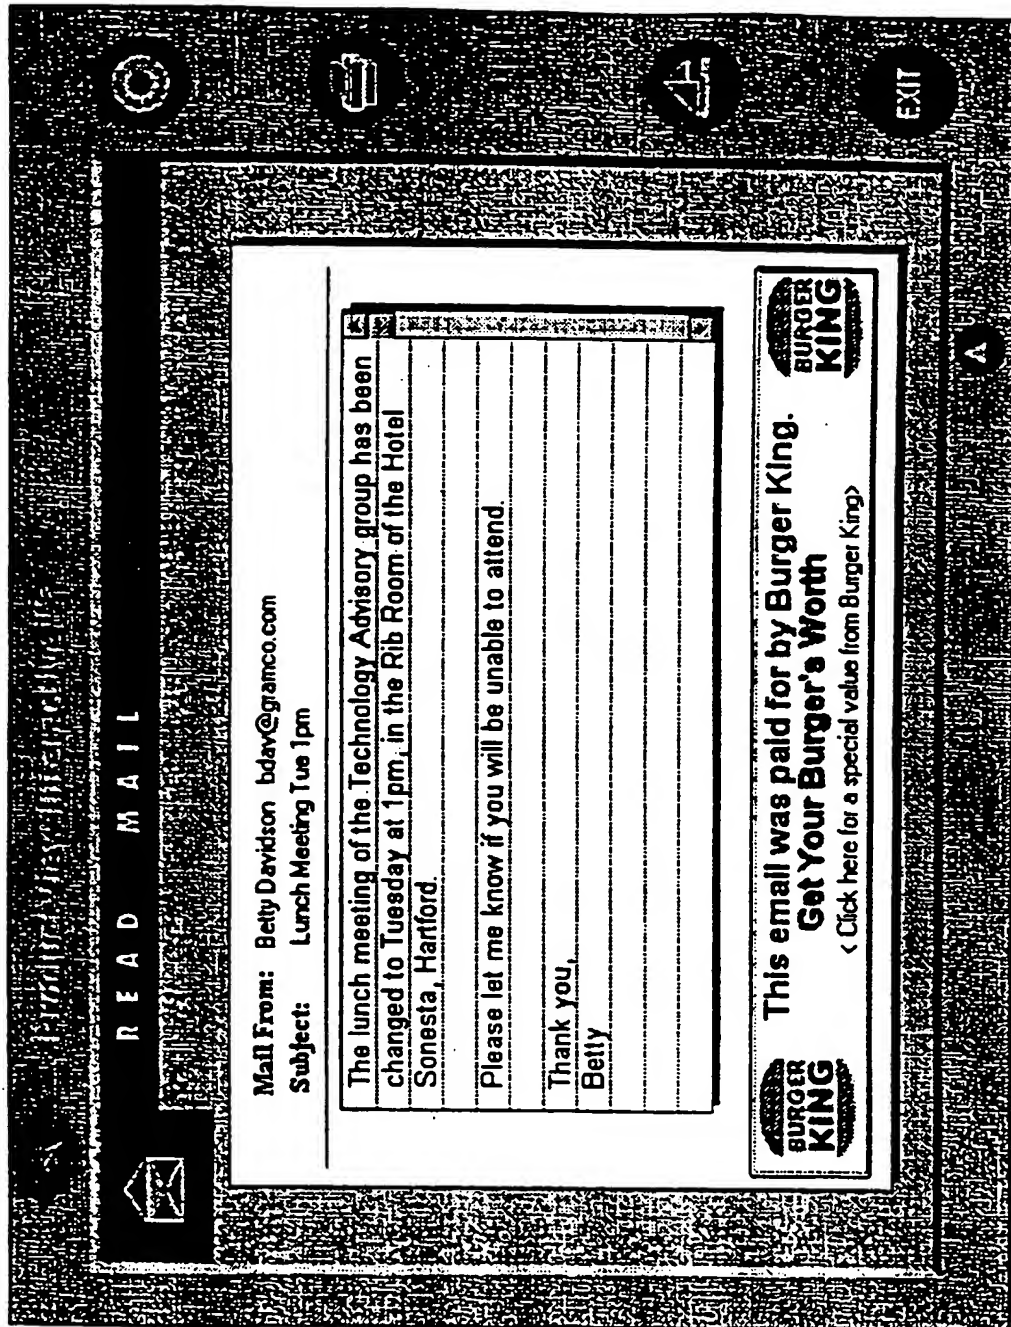 READ MAIL
Mail From: Betty Davidson bdav@gramco.com
Subject: Lunch Meeting Tue 1pm
The lunch meeting of the Technology Advisory group has been
changed to Tuesday at 1pm, in the Rib Room of the Hotel
Sonesta, Hartford.
Please let me know if you will be unable to attend.
Thank you,
Betty
BURGER
KING
This email was paid for by Burger King.
Get Your Burger's Worth
<Click here for a special value from Burger King>
BURGER
KING
EXIT
A